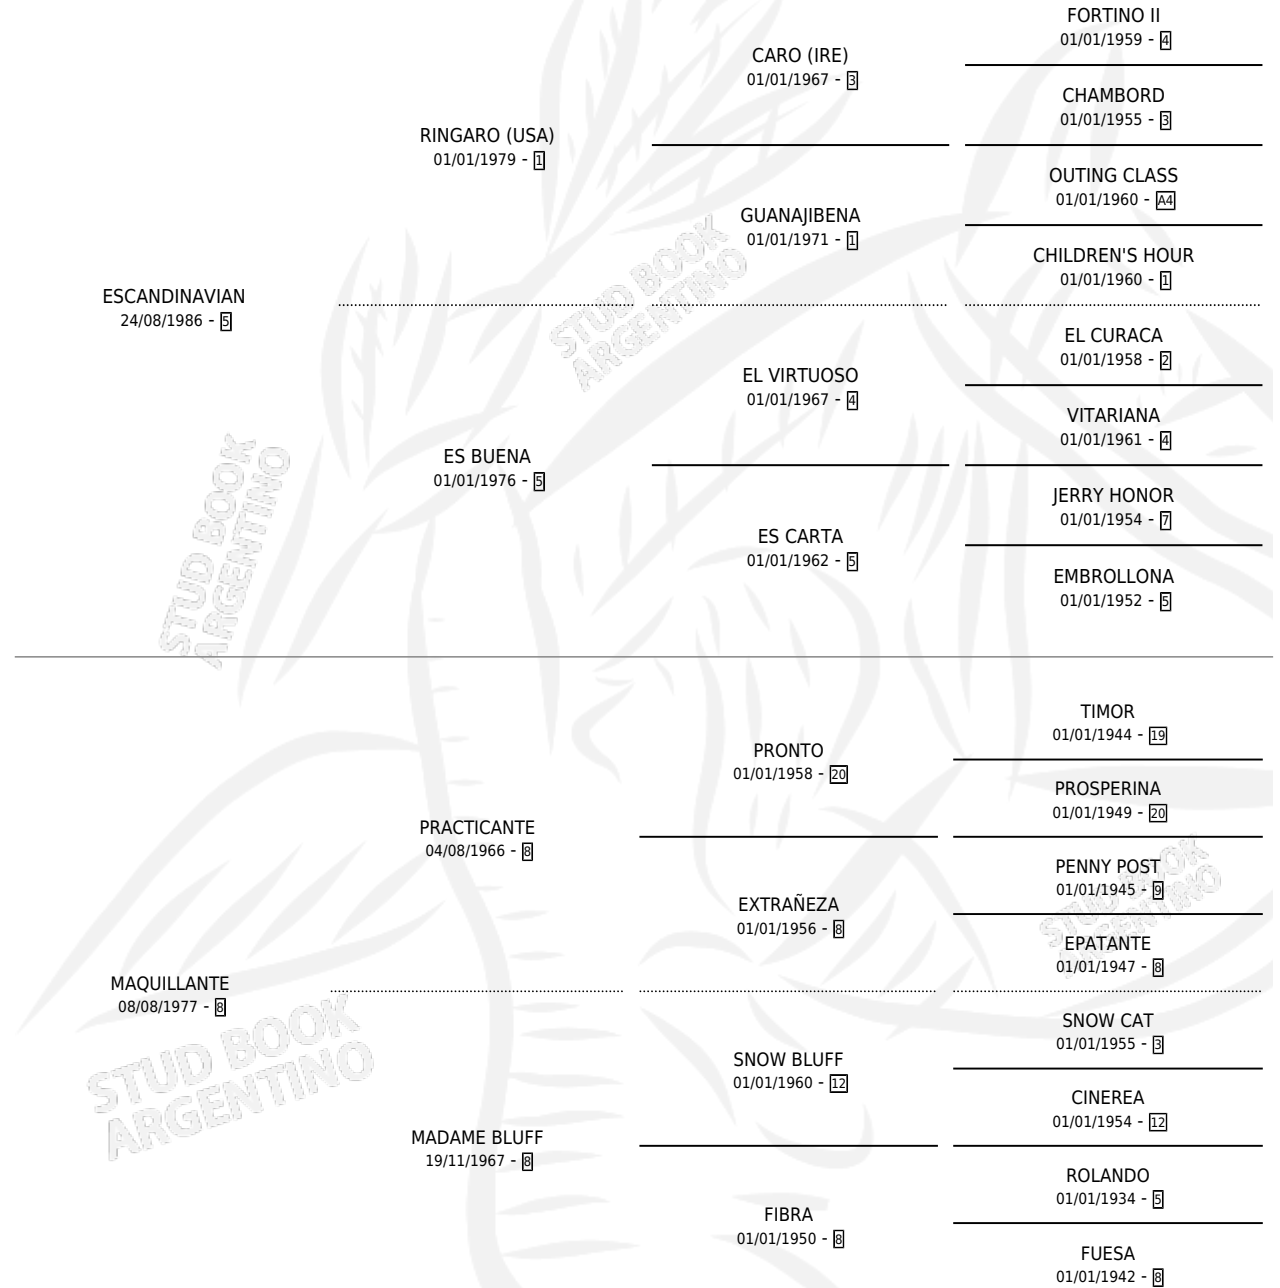 FORTINO II
01/01/1959 - 4
CARO (IRE)
01/01/1967 - 3
CHAMBORD
01/01/1955 - 3
RINGARO (USA)
01/01/1979 - 1
OUTING CLASS
01/01/1960 - A4
GUANAJIBENA
01/01/1971 - 1
CHILDREN'S HOUR
01/01/1960 - 1
ESCANDINAVIAN
24/08/1986 - 5
EL CURACA
01/01/1958 - 2
EL VIRTUOSO
01/01/1967 - 4
VITARIANA
01/01/1961 - 4
ES BUENA
01/01/1976 - 5
JERRY HONOR
01/01/1954 - 7
ES CARTA
01/01/1962 - 5
EMBROLLONA
01/01/1952 - 5
STUD BOOK
ARGENTINO
STUD BOOK
ARGENTINO
TIMOR
01/01/1944 - 19
PRONTO
01/01/1958 - 20
PROSPERINA
01/01/1949 - 20
PRACTICANTE
04/08/1966 - 8
PENNY POST
01/01/1945 - 9
EXTRAÑEZA
01/01/1956 - 8
EPATANTE
01/01/1947 - 8
STUD BOOK
ARGENTINO
MAQUILLANTE
08/08/1977 - 8
SNOW CAT
01/01/1955 - 3
SNOW BLUFF
01/01/1960 - 12
CINEREA
01/01/1954 - 12
STUD BOOK
ARGENTINO
MADAME BLUFF
19/11/1967 - 8
ROLANDO
01/01/1934 - 5
FIBRA
01/01/1950 - 8
FUESA
01/01/1942 - 8